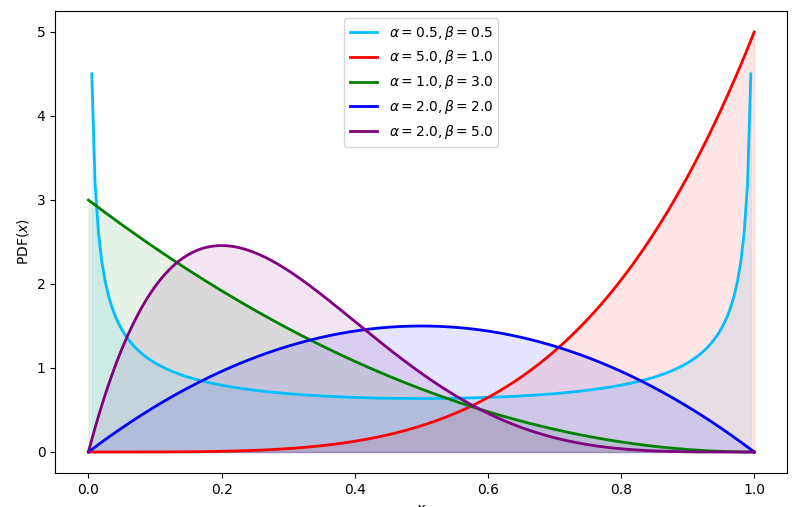 α = 0.5, β = 0.5
α = 5.0, β = 1.0
α = 1.0, β = 3.0
α = 2.0, β = 2.0
α = 2.0, β = 5.0
PDF(x)
5
4
3
2
1
0
0.0 0.2 0.4 0.6 0.8 1.0